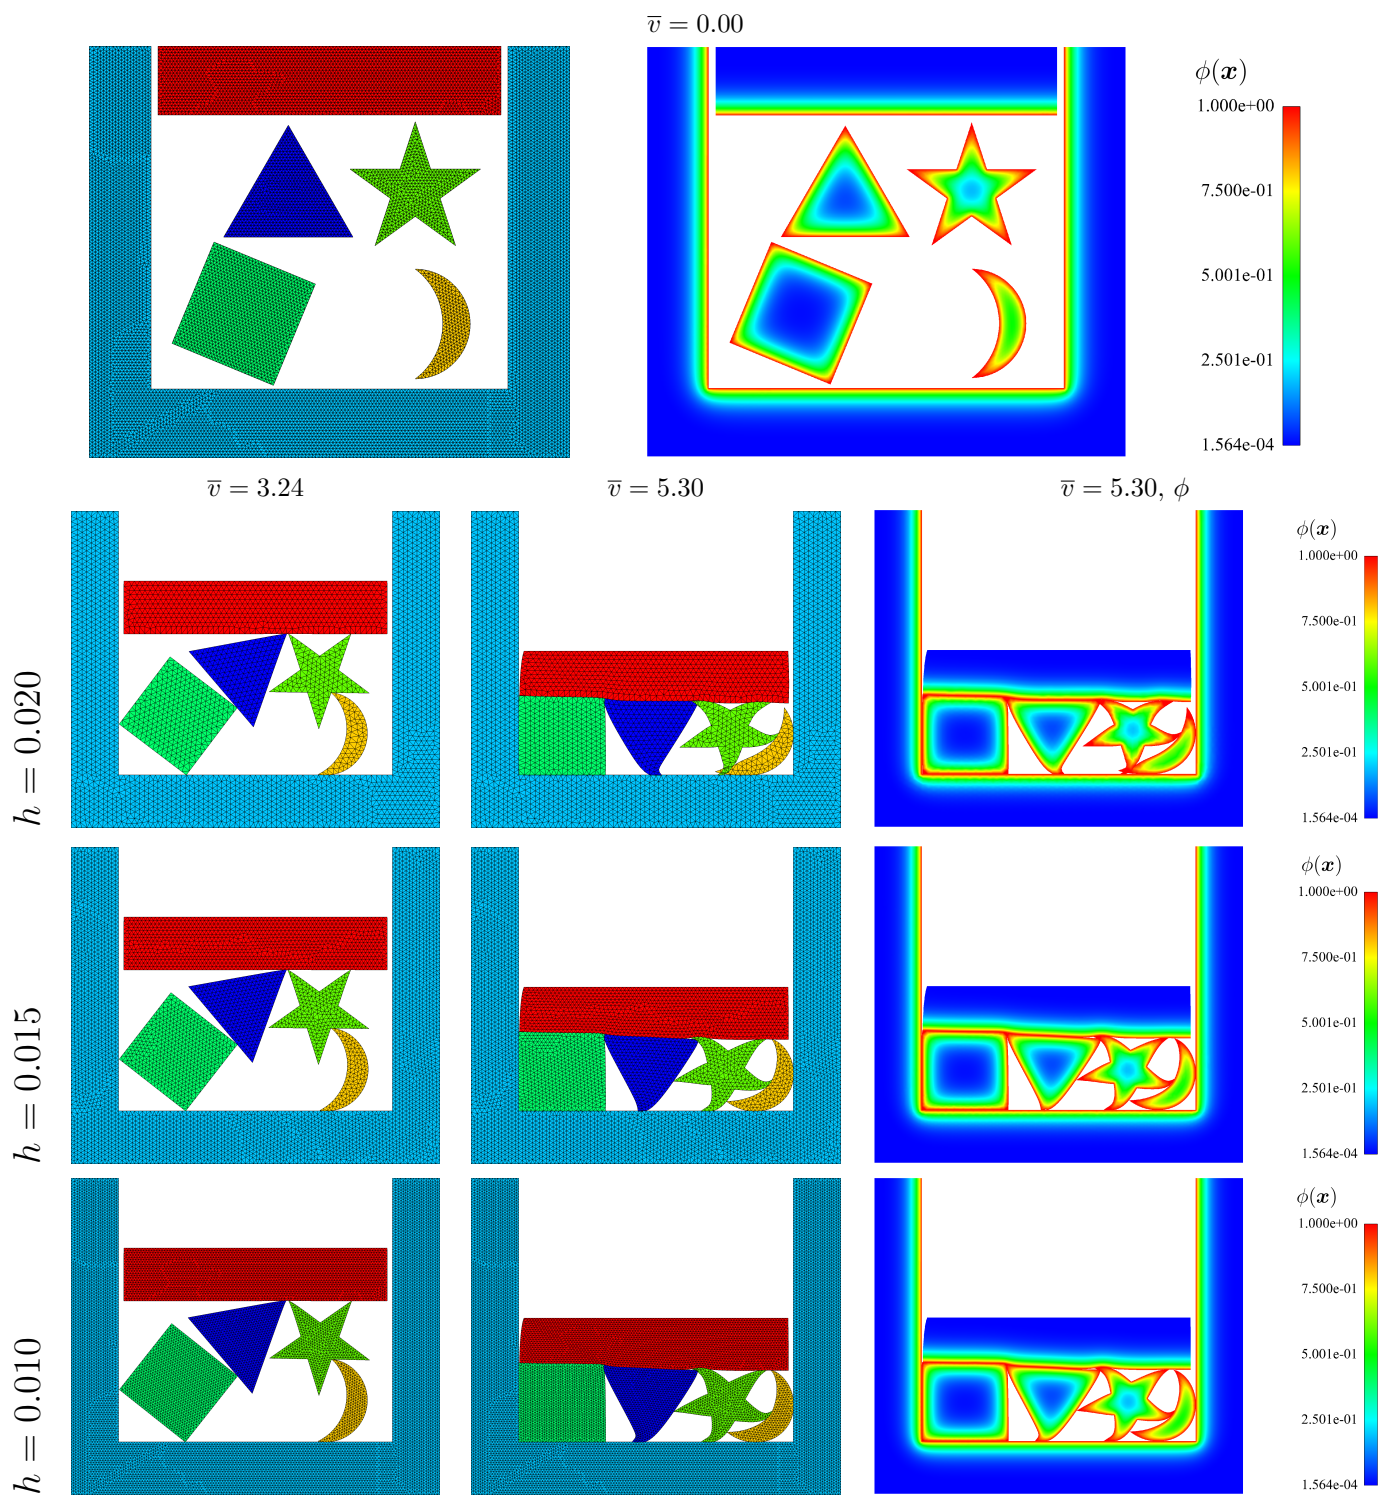 v̅ = 0.00
ϕ(x)
1.000e+00
7.500e-01
5.001e-01
2.501e-01
1.564e-04
v̅ = 3.24
v̅ = 5.30
v̅ = 5.30, ϕ
h = 0.020
ϕ(x)
1.000e+00
7.500e-01
5.001e-01
2.501e-01
1.564e-04
h = 0.015
ϕ(x)
1.000e+00
7.500e-01
5.001e-01
2.501e-01
1.564e-04
h = 0.010
ϕ(x)
1.000e+00
7.500e-01
5.001e-01
2.501e-01
1.564e-04